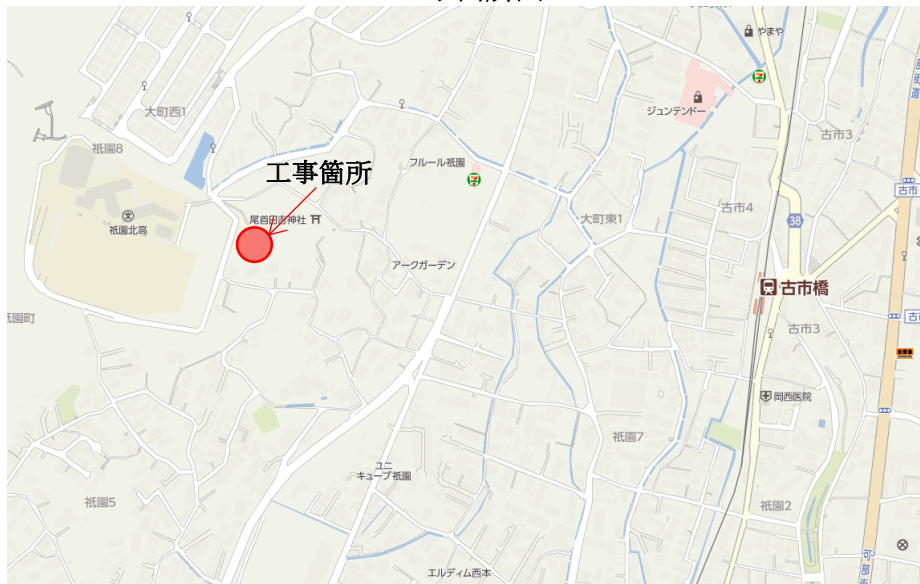 やまや
大町西1
ジュンテンドー
古市3
祇園8
フルール祇園
工事箇所
古市
古市4
尾首日吉神社
大町東1
38
祇園北高
アークガーデン
古市橋
古市3
岡西医院
祇園7
ユニ
キューブ祇園
祇園5
祇園2
エルディム西本